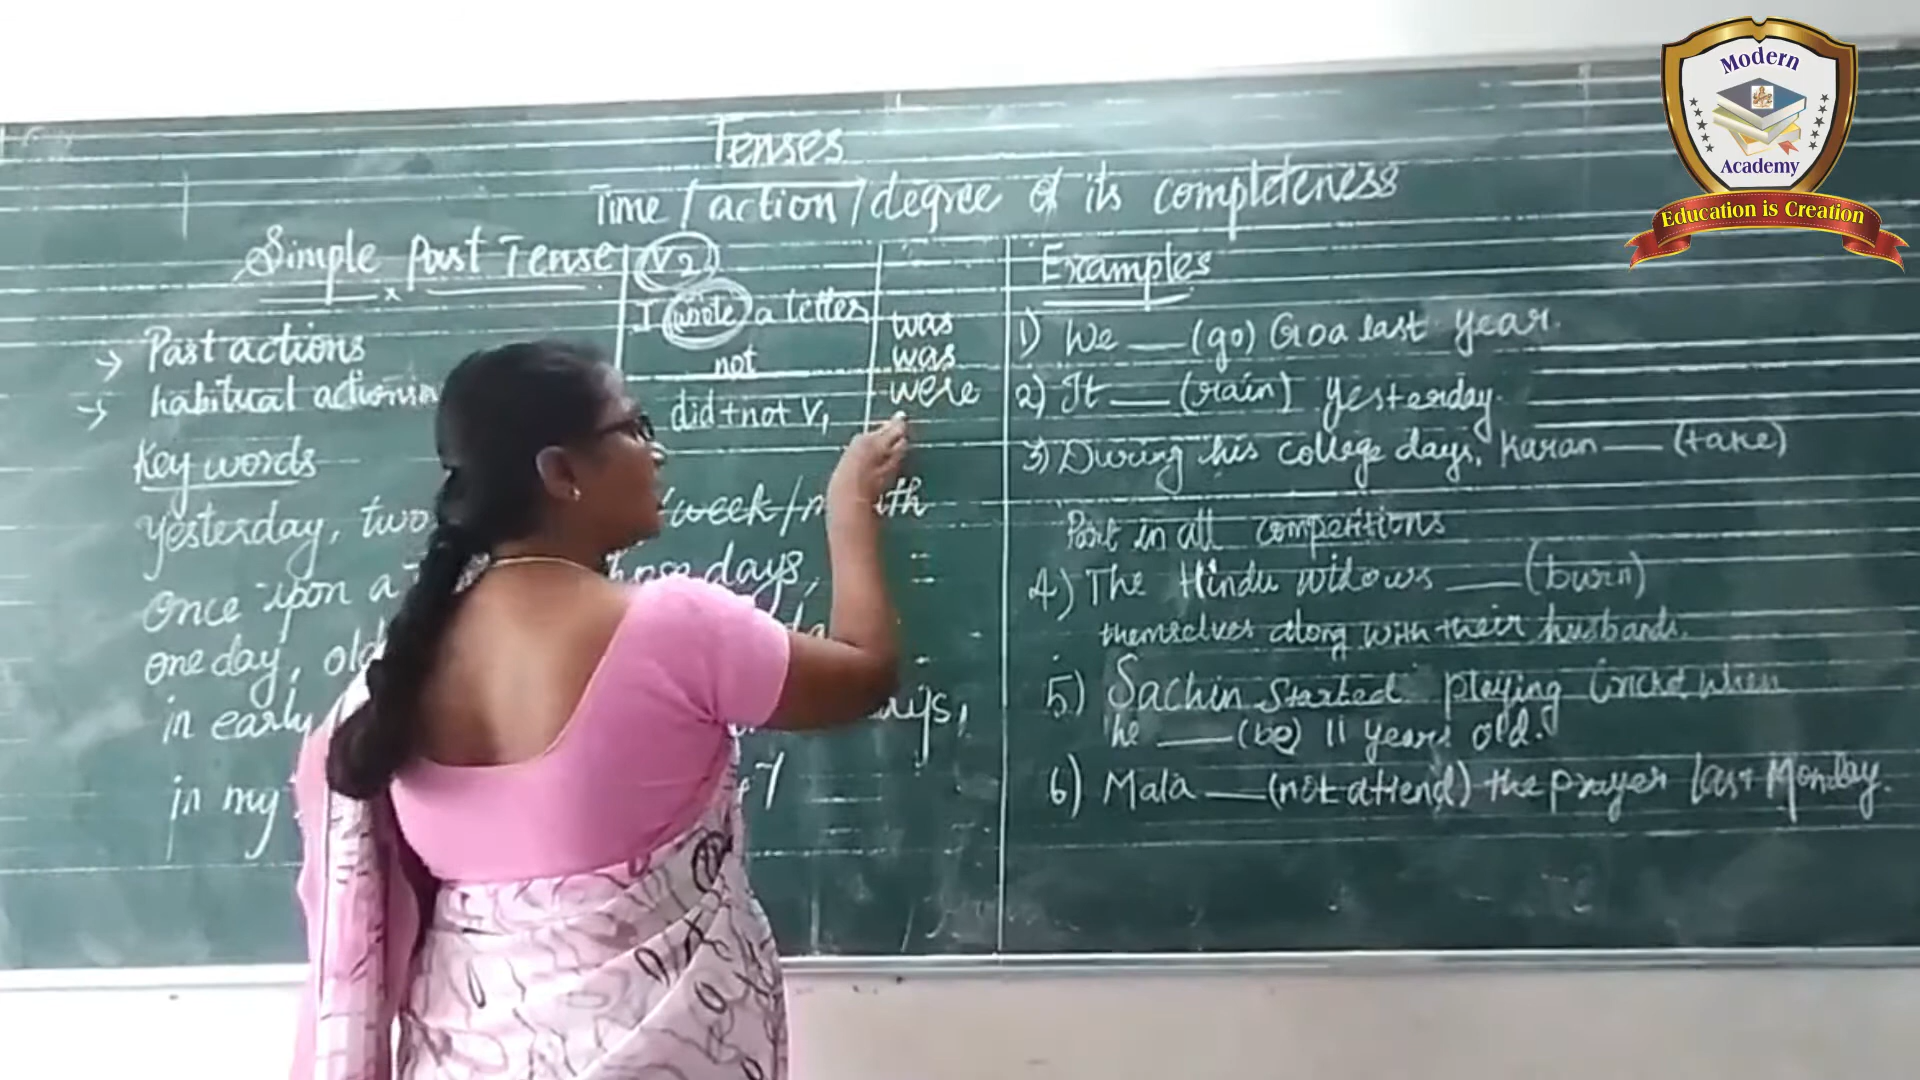 Tenses
Time / action / degree of its completeness
Simple Past Tense
V2
I wrote a letter
not
did + not V1
was
was
were
→ Past actions
→ habitual actions
Key words
Yesterday, two /week/month
Once upon a those days,
one day, old
in early days,
in my
Examples
1) We ___ (go) Goa last year.
2) It ___ (rain) yesterday.
3) During his college days, Karan ___ (take)
Part in all competitions
4) The Hindu widows ___ (burn)
themselves along with their husbands.
5) Sachin started playing Cricket when
he ___ (be) 11 years old.
6) Mala ___ (not attend) the prayer last Monday.
Modern
Academy
Education is Creation